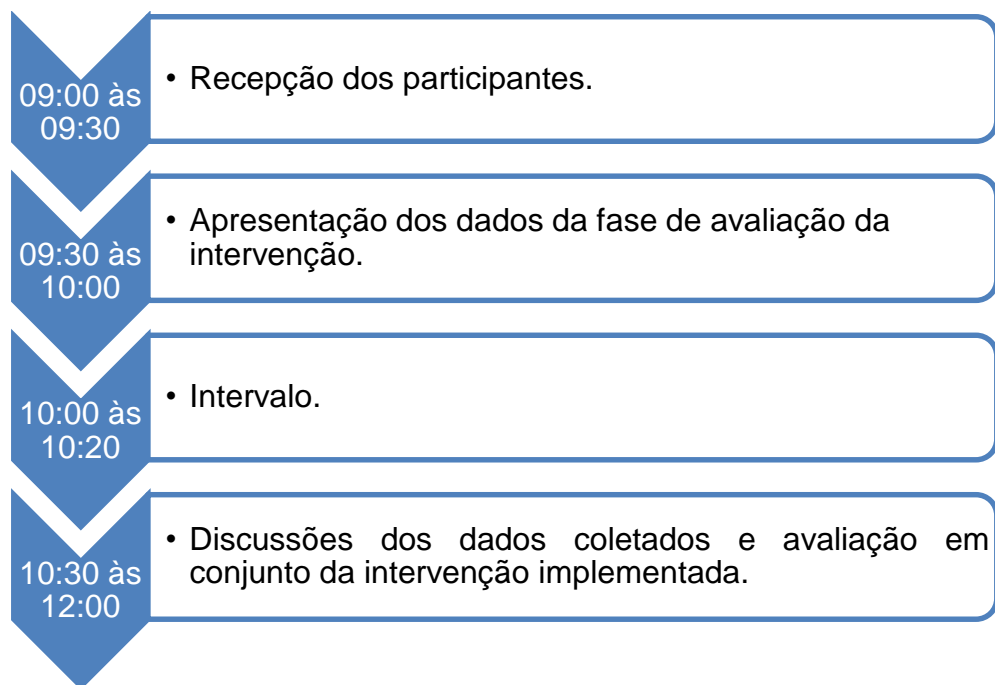 09:00 às
09:30
• Recepção dos participantes.
09:30 às
10:00
• Apresentação dos dados da fase de avaliação da
intervenção.
10:00 às
10:20
• Intervalo.
10:30 às
12:00
• Discussões dos dados coletados e avaliação em
conjunto da intervenção implementada.